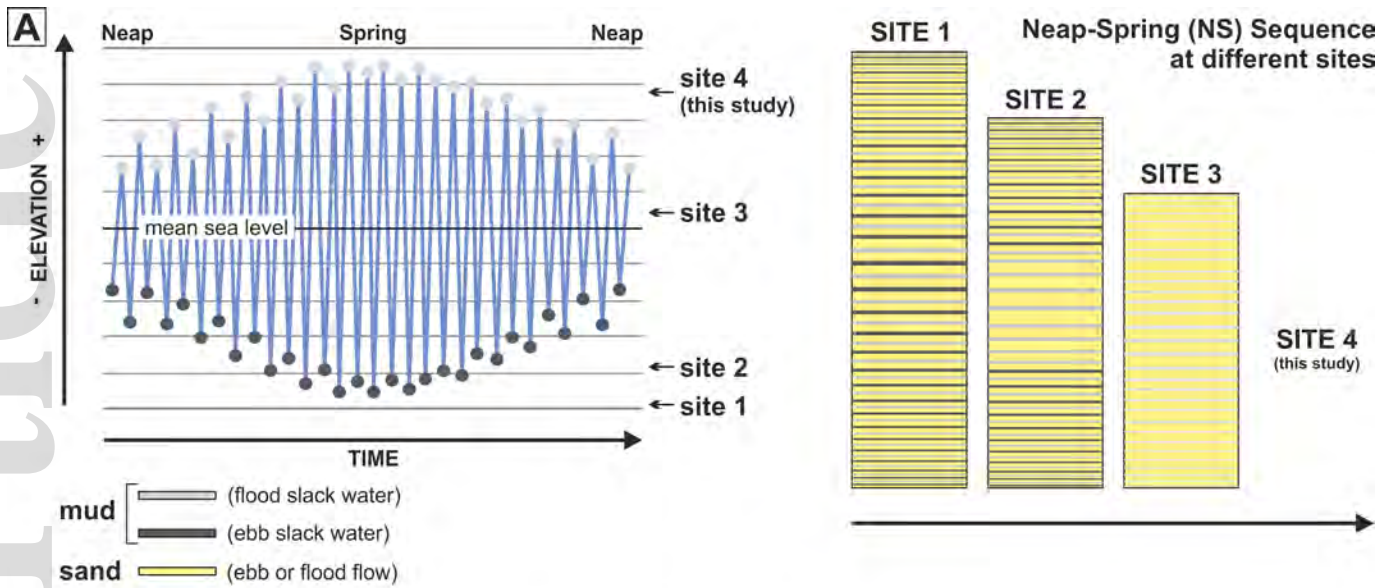 A
Neap Spring Neap
site 4
(this study)
site 3
mean sea level
- ELEVATION +
site 2
site 1
TIME
mud
(flood slack water)
(ebb slack water)
sand (ebb or flood flow)
Neap-Spring (NS) Sequence
at different sites
SITE 1
SITE 2
SITE 3
SITE 4
(this study)